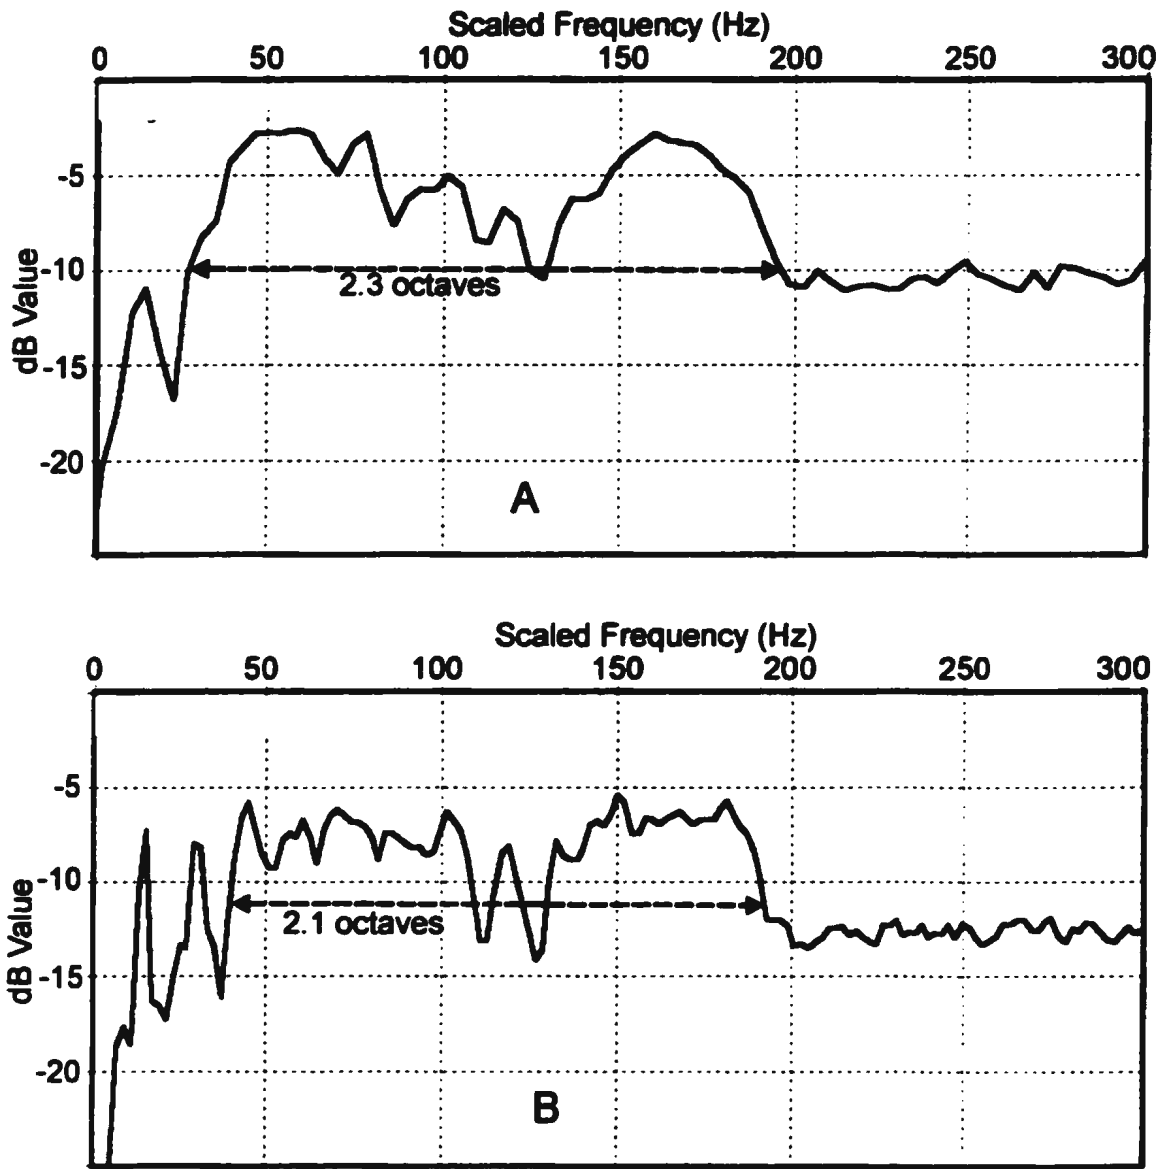 Scaled Frequency (Hz)
0 50 100 150 200 250 300
-5
-10
-15
-20
dB Value
2.3 octaves
A
Scaled Frequency (Hz)
0 50 100 150 200 250 300
-5
-10
-15
-20
dB Value
2.1 octaves
B